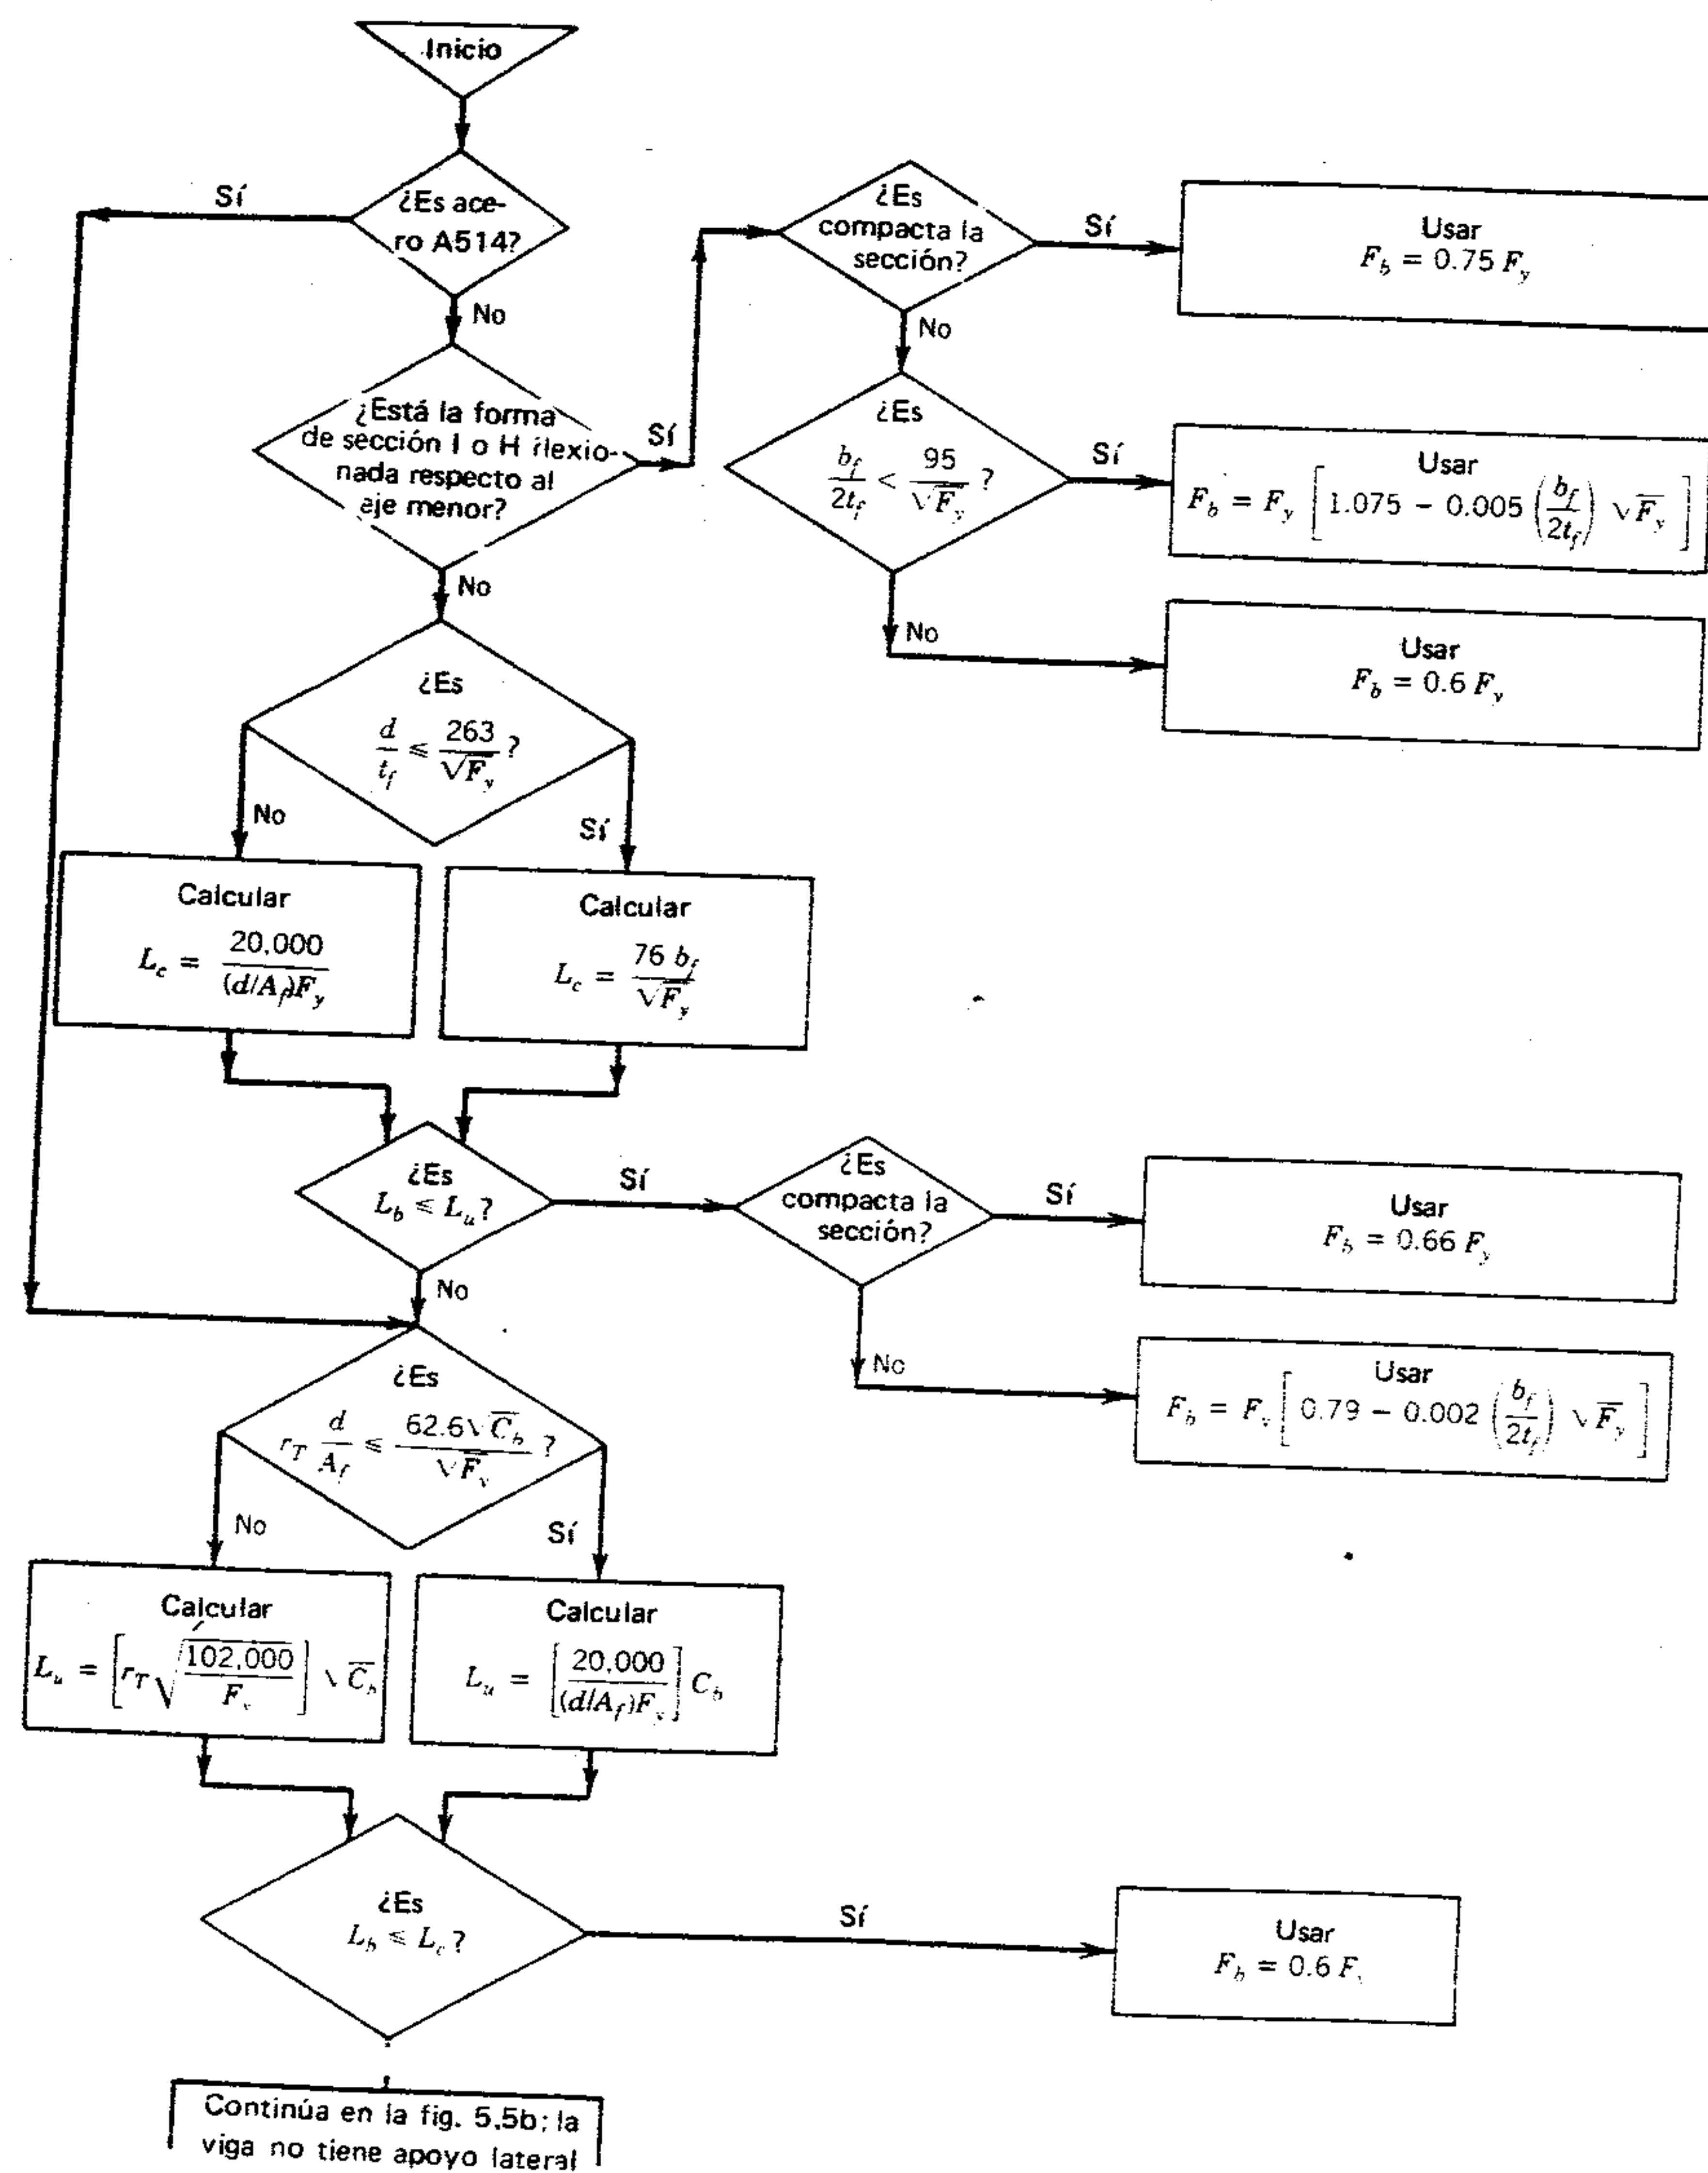 Inicio
¿Es ace-
ro A514?
Sí
No
¿Está la forma
de sección I o H flexio-
nada respecto al
eje menor?
Sí
No
¿Es
compacta la
sección?
Sí
Usar
F_b = 0.75 F_y
No
¿Es
b_f/2t_f < 95/√F_y ?
Sí
Usar
F_b = F_y [1.075 − 0.005 (b_f/2t_f) √F_y]
No
Usar
F_b = 0.6 F_y
¿Es
d/t_f ≤ 263/√F_y ?
No
Sí
Calcular
L_c = 20,000/(d/A_f)F_y
Calcular
L_c = 76 b_f/√F_y
¿Es
L_b ≤ L_u?
Sí
No
¿Es
compacta la
sección?
Sí
Usar
F_b = 0.66 F_y
No
Usar
F_b = F_y [0.79 − 0.002 (b_f/2t_f) √F_y]
¿Es
r_T d/A_f ≤ 62.6√C_b/√F_y ?
No
Sí
Calcular
L_u = [r_T √(102,000/F_y)] √C_b
Calcular
L_u = [20,000/(d/A_f)F_y] C_b
¿Es
L_b ≤ L_c?
Sí
Usar
F_b = 0.6 F_y
Continúa en la fig. 5.5b; la
viga no tiene apoyo lateral